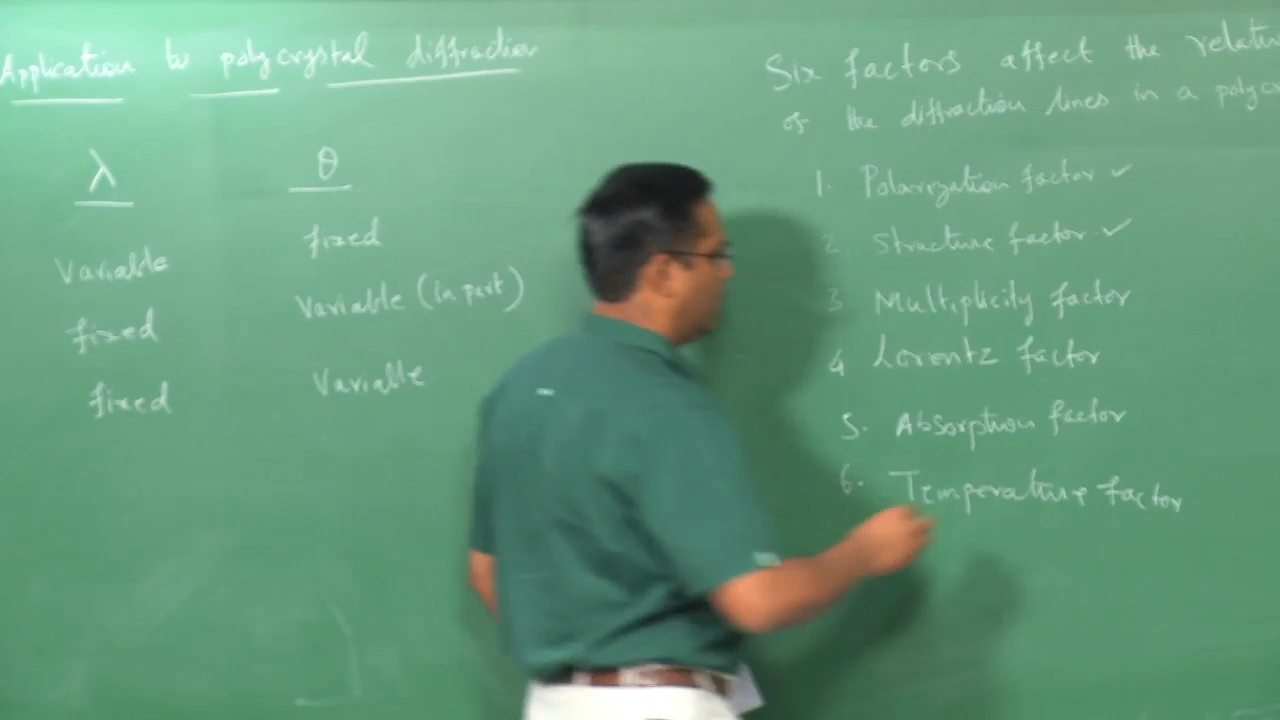 Application to polycrystal diffraction
λ θ
Variable fixed
fixed Variable (in part)
fixed Variable
Six factors affect the
of the diffraction lines in a
1. Polarization factor ✓
2. Structure factor ✓
3 Multiplicity factor
4 Lorentz factor
5. Absorption factor
6. Temperature factor